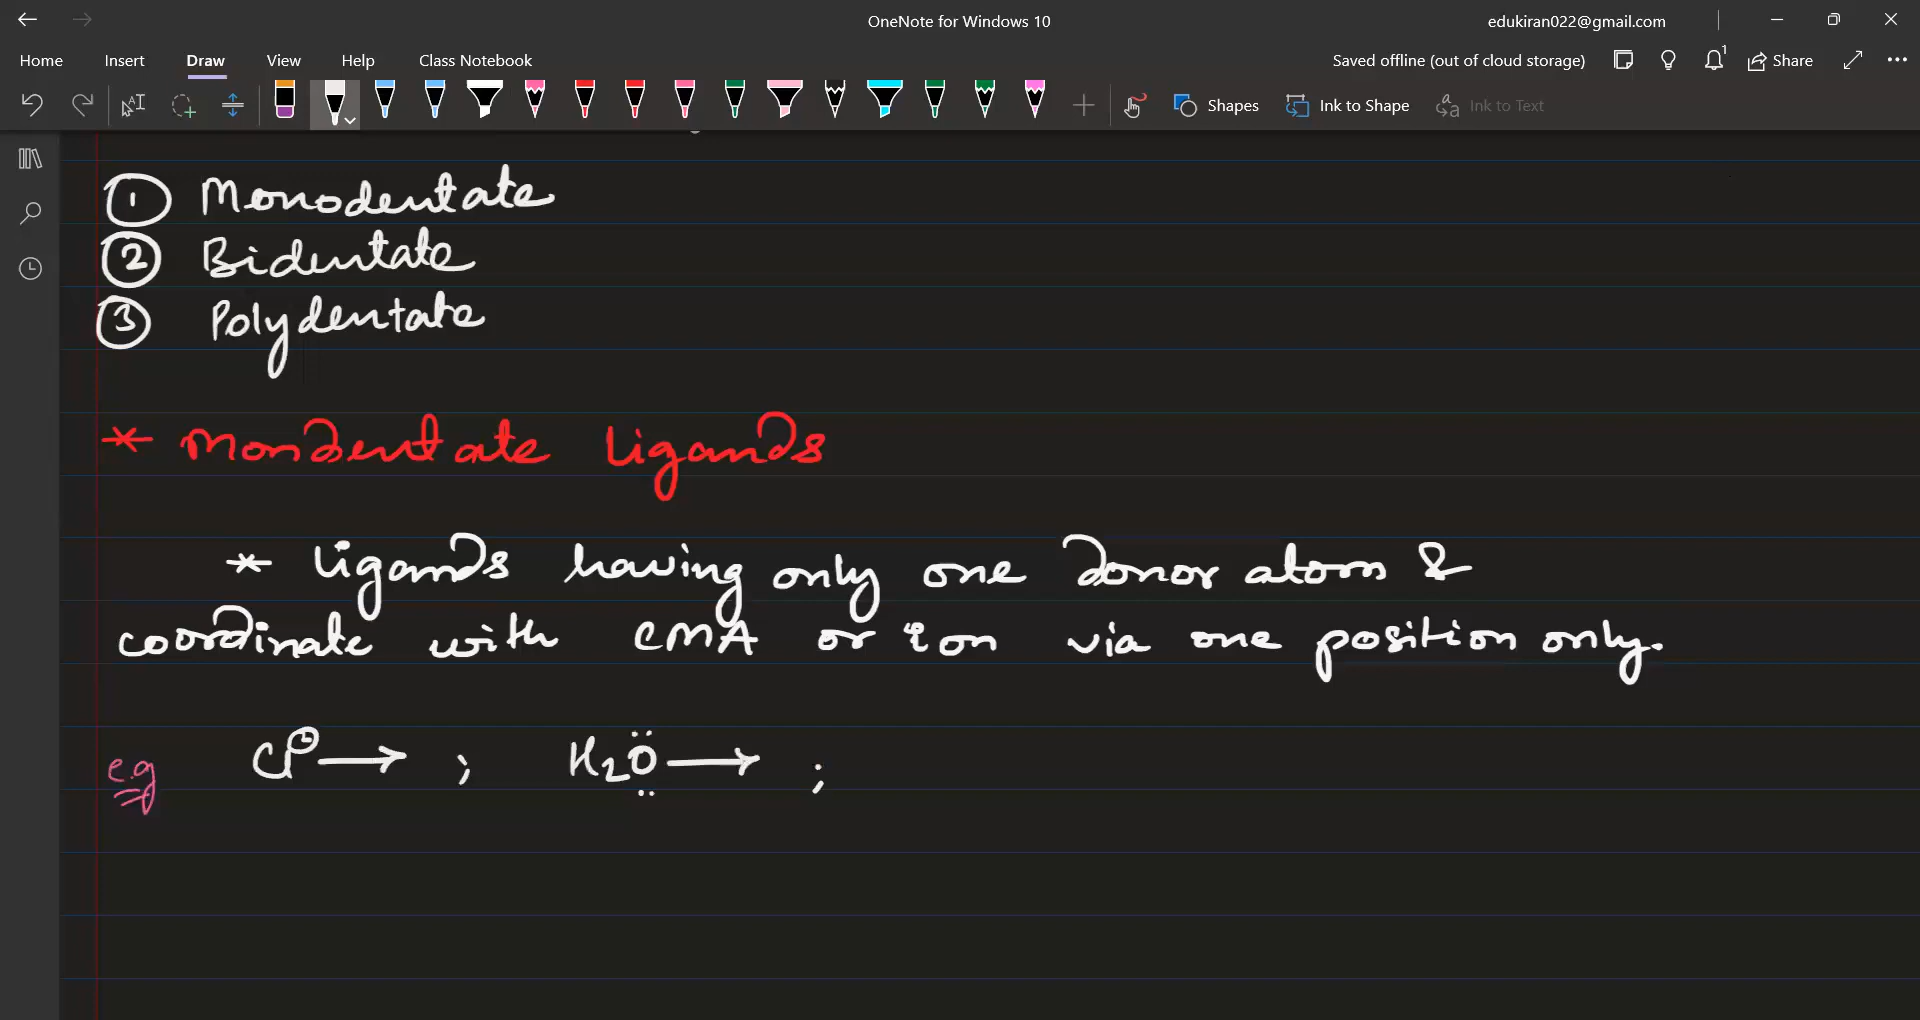 OneNote for Windows 10
edukiran022@gmail.com
Home Insert Draw View Help Class Notebook
Saved offline (out of cloud storage)
1
Share
Shapes Ink to Shape Ink to Text
① Monodentate
② Bidentate
③ Polydentate
* Mondentate Ligands
* Ligands having only one donor atom &
coordinate with CMA or ion via one position only.
e.g Cl⊖ → ; H₂Ö → ;